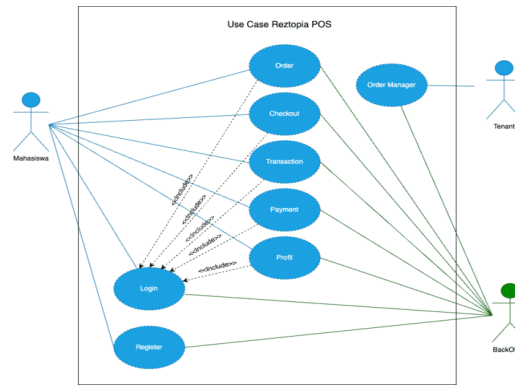 Use Case Reztopia POS
Order
Order Manager
Checkout
Mahasiswa
Tenant
Transaction
<<Include>>
<<Include>>
Payment
<<Include>>
<<Include>>
Profil
<<Include>>
Login
BackOf
Register